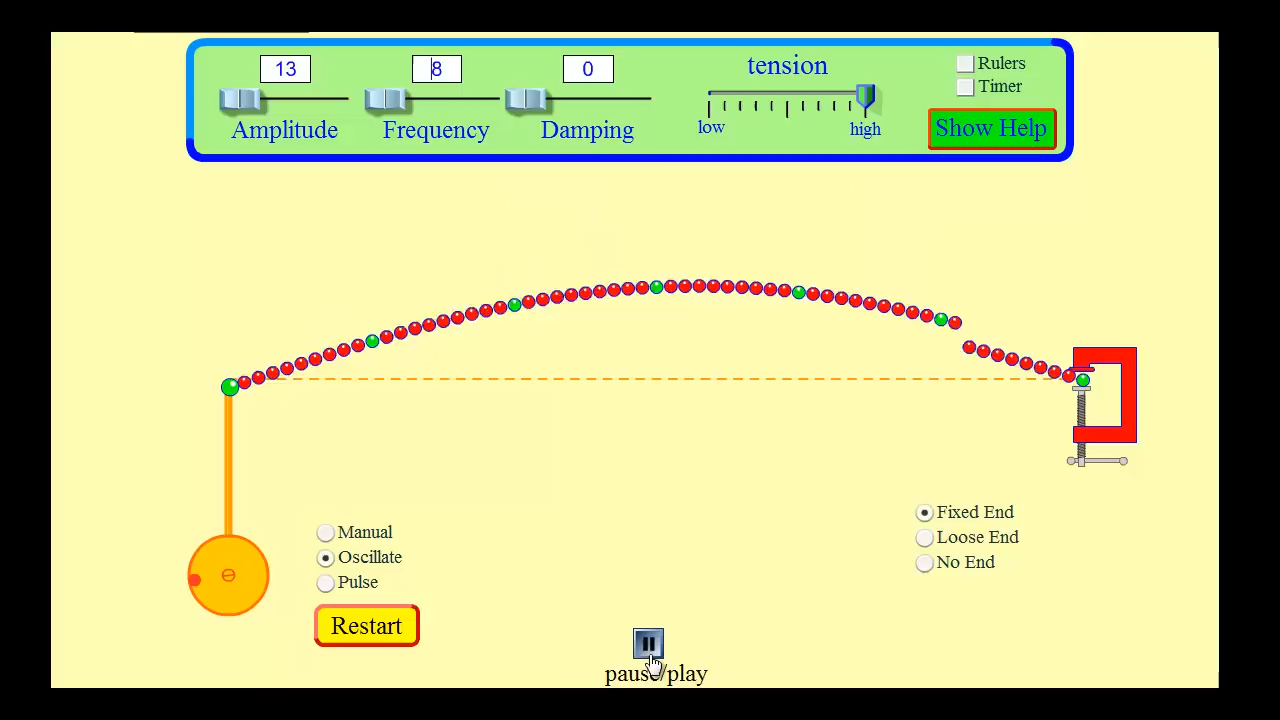 13
8
0
Amplitude
Frequency
Damping
tension
low
high
Rulers
Timer
Show Help
Manual
Oscillate
Pulse
Restart
Fixed End
Loose End
No End
pause/play